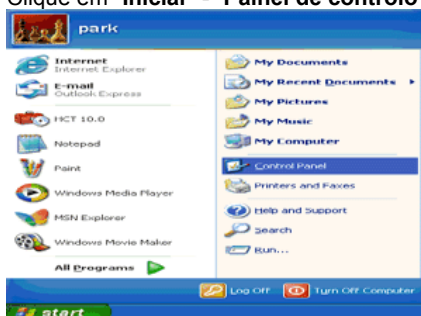 Clique em "Iniciar" - "Painel de controlo
park
Internet
Internet Explorer
E-mail
Outlook Express
HCT 10.0
Notepad
Paint
Windows Media Player
MSN Explorer
Windows Movie Maker
All Programs
My Documents
My Recent Documents
My Pictures
My Music
My Computer
Control Panel
Printers and Faxes
Help and Support
Search
Run...
Log Off
Turn Off Computer
start